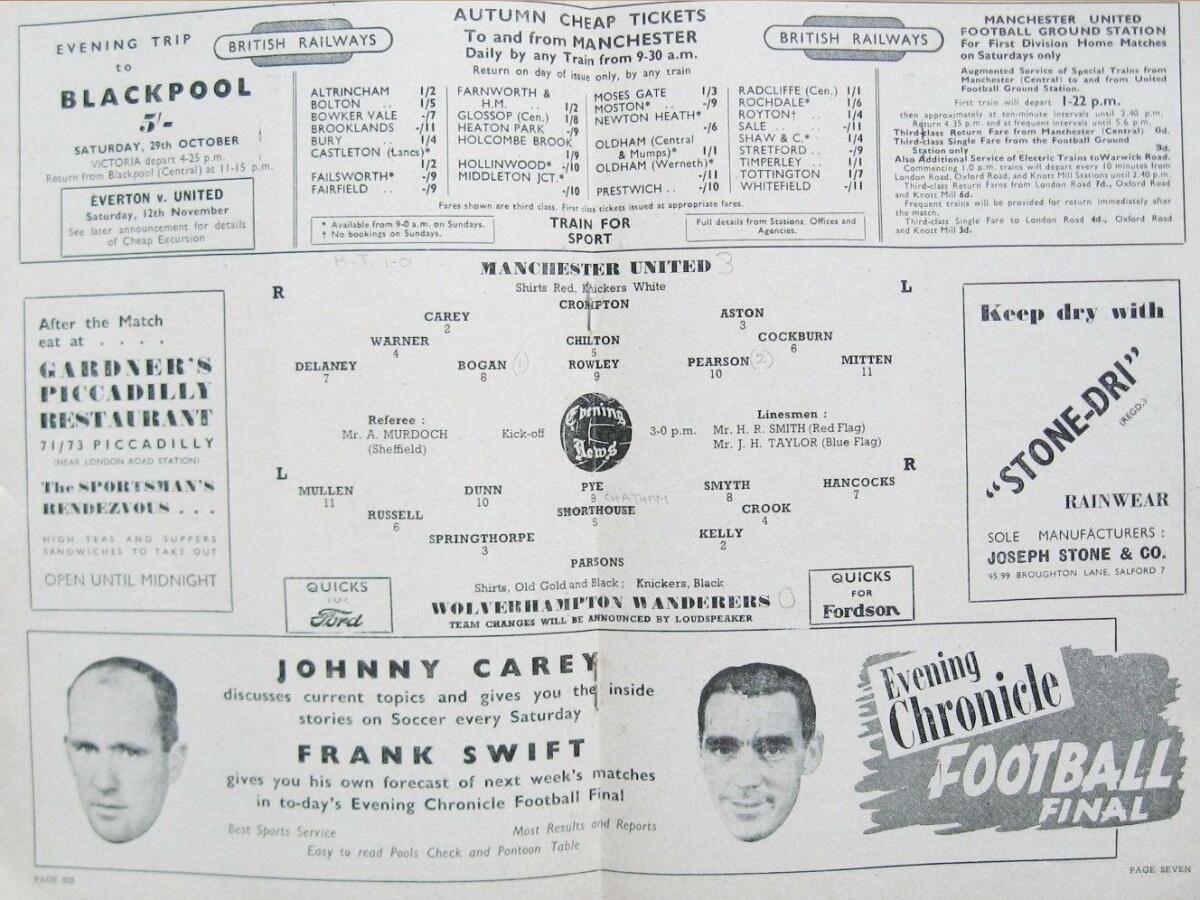 EVENING TRIP
to
BLACKPOOL
5/-
SATURDAY, 29th OCTOBER
VICTORIA depart 4-25 p.m.
Return from Blackpool (Central) at 11-15 p.m.
EVERTON v. UNITED
Saturday, 12th November
See later announcement for details
of Cheap Excursion
BRITISH RAILWAYS
AUTUMN CHEAP TICKETS
To and from MANCHESTER
Daily by any Train from 9-30 a.m.
Return on day of issue only, by any train
BRITISH RAILWAYS
ALTRINCHAM 1/2
BOLTON .. 1/5
BOWKER VALE -/7
BROOKLANDS -/11
BURY .. 1/4
CASTLETON (Lancs)*
1/2
FAILSWORTH* -/9
FAIRFIELD .. -/9
FARNWORTH &
H.M. .. 1/2
GLOSSOP (Cen.) 1/8
HEATON PARK -/9
HOLCOMBE BROOK
1/9
HOLLINWOOD* -/10
MIDDLETON JCT.*
-/10
MOSES GATE 1/3
MOSTON* .. -/9
NEWTON HEATH*
-/6
OLDHAM (Central
& Mumps)* 1/1
OLDHAM (Werneth)*
-/11
PRESTWICH .. -/10
RADCLIFFE (Cen.) 1/1
ROCHDALE* 1/6
ROYTON† .. 1/4
SALE .. -/11
SHAW & C.* 1/4
STRETFORD .. -/9
TIMPERLEY .. 1/1
TOTTINGTON 1/7
WHITEFIELD -/11
Fares shown are third class. First class tickets issued at appropriate fares.
* Available from 9-0 a.m. on Sundays.
† No bookings on Sundays.
TRAIN FOR
SPORT
Full details from Stations, Offices and
Agencies.
MANCHESTER UNITED
FOOTBALL GROUND STATION
For First Division Home Matches
on Saturdays only
Augmented Service of Special Trains from
Manchester (Central) to and from United
Football Ground Station.
First train will depart 1-22 p.m.
then approximately at ten-minute intervals until 2.40 p.m.
Return 4.35 p.m. and at frequent intervals until 5.6 p.m.
Third-class Return Fare from Manchester (Central) 6d.
Third-class Single Fare from the Football Ground
Station only 3d.
Also Additional Service of Electric Trains to Warwick Road.
Commencing 1.0 p.m. trains will depart every 10 minutes from
London Road, Oxford Road, and Knott Mill Stations until 2.40 p.m.
Third-class Return Fares from London Road 7d., Oxford Road
and Knott Mill 6d.
Frequent trains will be provided for return immediately after
the match.
Third-class Single Fare to London Road 4d., Oxford Road
and Knott Mill 3d.
H.T. 1-0
MANCHESTER UNITED 3
Shirts Red, Knickers White
R
L
CROMPTON
CAREY
2
ASTON
3
WARNER
4
CHILTON
5
COCKBURN
6
DELANEY
7
BOGAN (1)
8
ROWLEY
9
PEARSON (2)
10
MITTEN
11
Referee :
Mr. A. MURDOCH
(Sheffield)
Kick-off
Evening
News
3-0 p.m.
Linesmen :
Mr. H. R. SMITH (Red Flag)
Mr. J. H. TAYLOR (Blue Flag)
L
R
MULLEN
11
DUNN
10
PYE
9 CHATHAM
SMYTH
8
HANCOCKS
7
RUSSELL
6
SHORTHOUSE
5
CROOK
4
SPRINGTHORPE
3
KELLY
2
PARSONS
Shirts, Old Gold and Black; Knickers, Black
WOLVERHAMPTON WANDERERS 0
TEAM CHANGES WILL BE ANNOUNCED BY LOUDSPEAKER
QUICKS
FOR
Ford
QUICKS
FOR
Fordson
After the Match
eat at . . . .
GARDNER'S
PICCADILLY
RESTAURANT
71/73 PICCADILLY
(NEAR LONDON ROAD STATION)
The SPORTSMAN'S
RENDEZVOUS . . .
HIGH TEAS AND SUPPERS
SANDWICHES TO TAKE OUT
OPEN UNTIL MIDNIGHT
Keep dry with
"STONE-DRI"
(REGD.)
RAINWEAR
SOLE MANUFACTURERS :
JOSEPH STONE & CO.
95/99 BROUGHTON LANE, SALFORD 7
JOHNNY CAREY
discusses current topics and gives you the inside
stories on Soccer every Saturday
FRANK SWIFT
gives you his own forecast of next week's matches
in to-day's Evening Chronicle Football Final
Best Sports Service
Most Results and Reports
Easy to read Pools Check and Pontoon Table
Evening
Chronicle
FOOTBALL
FINAL
PAGE SIX
PAGE SEVEN